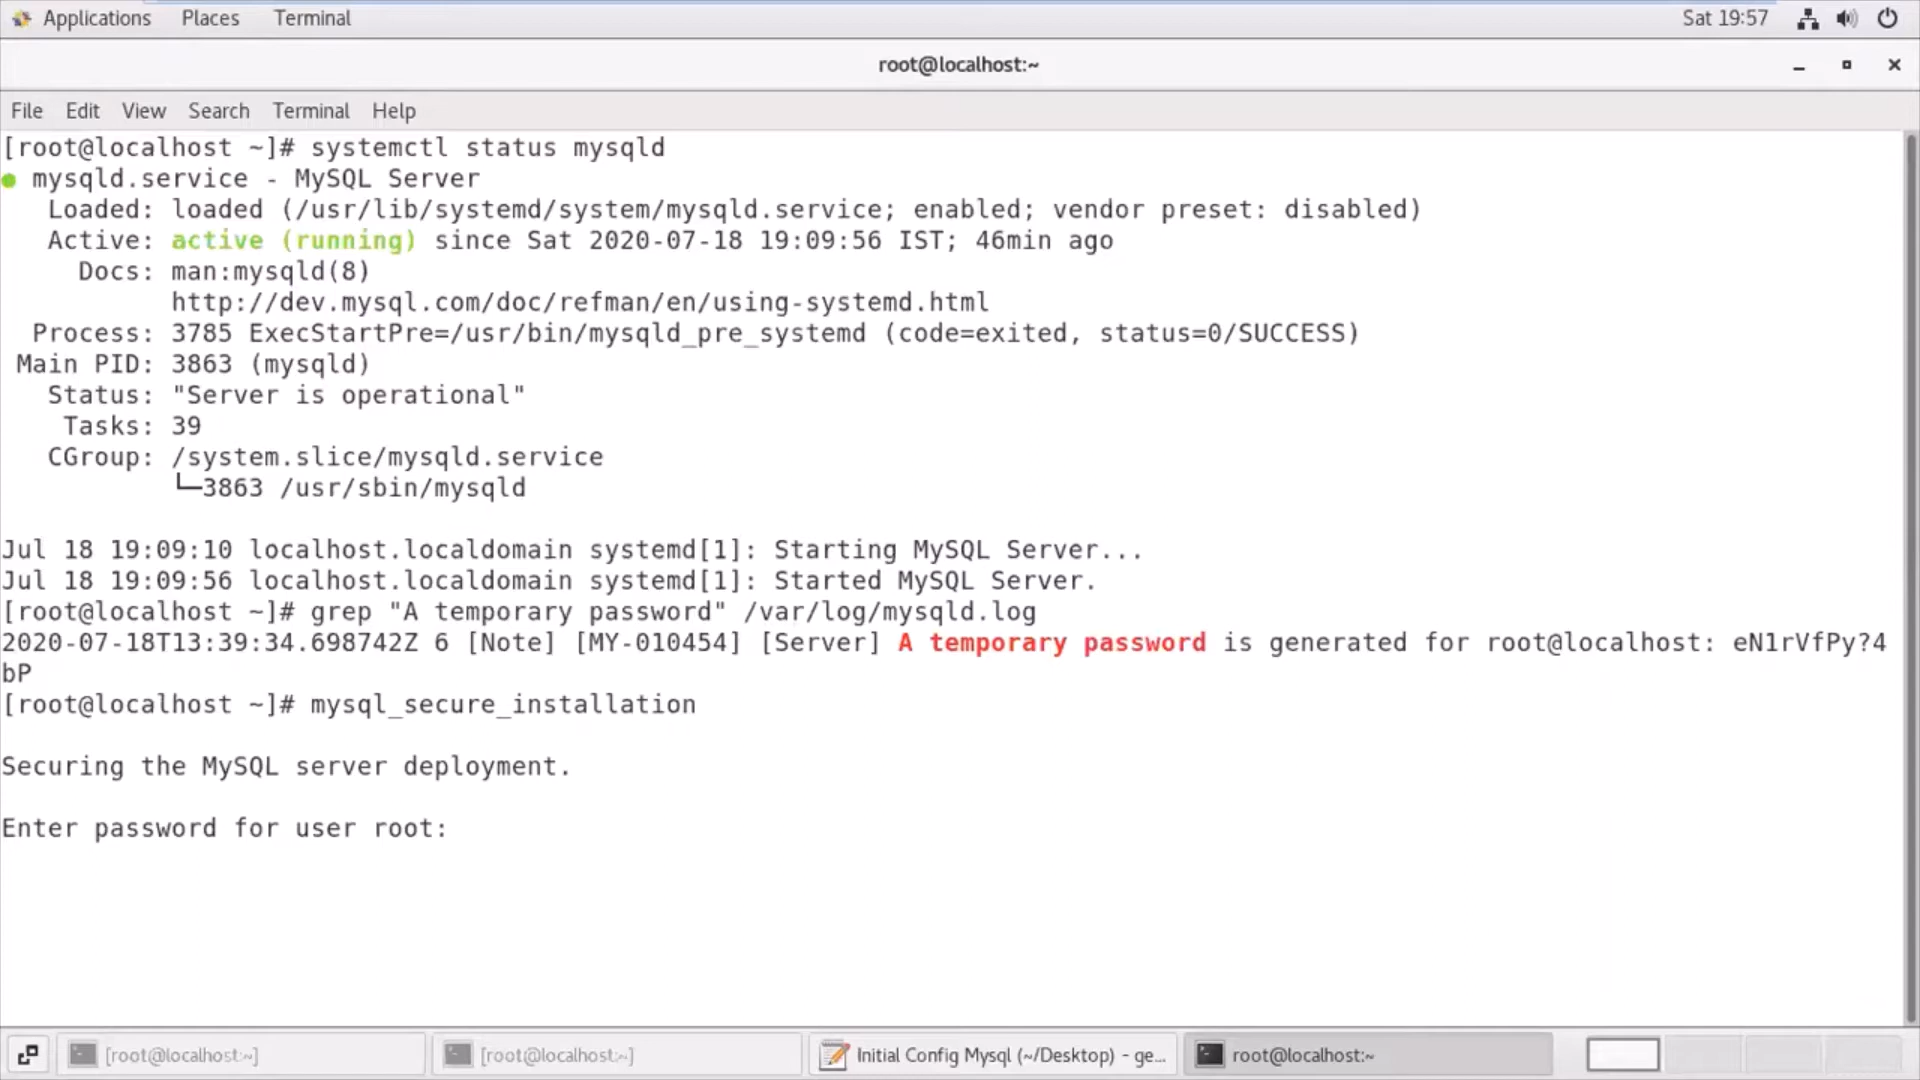 Applications Places Terminal Sat 19:57
root@localhost:~
File Edit View Search Terminal Help
[root@localhost ~]# systemctl status mysqld
● mysqld.service - MySQL Server
Loaded: loaded (/usr/lib/systemd/system/mysqld.service; enabled; vendor preset: disabled)
Active: active (running) since Sat 2020-07-18 19:09:56 IST; 46min ago
Docs: man:mysqld(8)
http://dev.mysql.com/doc/refman/en/using-systemd.html
Process: 3785 ExecStartPre=/usr/bin/mysqld_pre_systemd (code=exited, status=0/SUCCESS)
Main PID: 3863 (mysqld)
Status: "Server is operational"
Tasks: 39
CGroup: /system.slice/mysqld.service
└─3863 /usr/sbin/mysqld
Jul 18 19:09:10 localhost.localdomain systemd[1]: Starting MySQL Server...
Jul 18 19:09:56 localhost.localdomain systemd[1]: Started MySQL Server.
[root@localhost ~]# grep "A temporary password" /var/log/mysqld.log
2020-07-18T13:39:34.698742Z 6 [Note] [MY-010454] [Server] A temporary password is generated for root@localhost: eN1rVfPy?4
bP
[root@localhost ~]# mysql_secure_installation
Securing the MySQL server deployment.
Enter password for user root:
[root@localhost:~] [root@localhost:~] Initial Config Mysql (~/Desktop) - ge... root@localhost:~